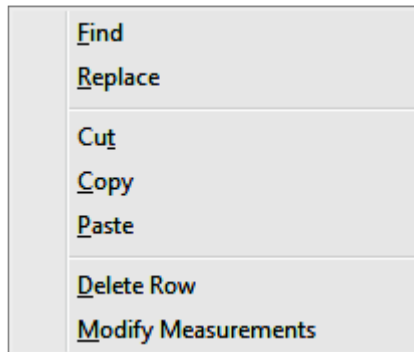 Find
Replace
Cut
Copy
Paste
Delete Row
Modify Measurements